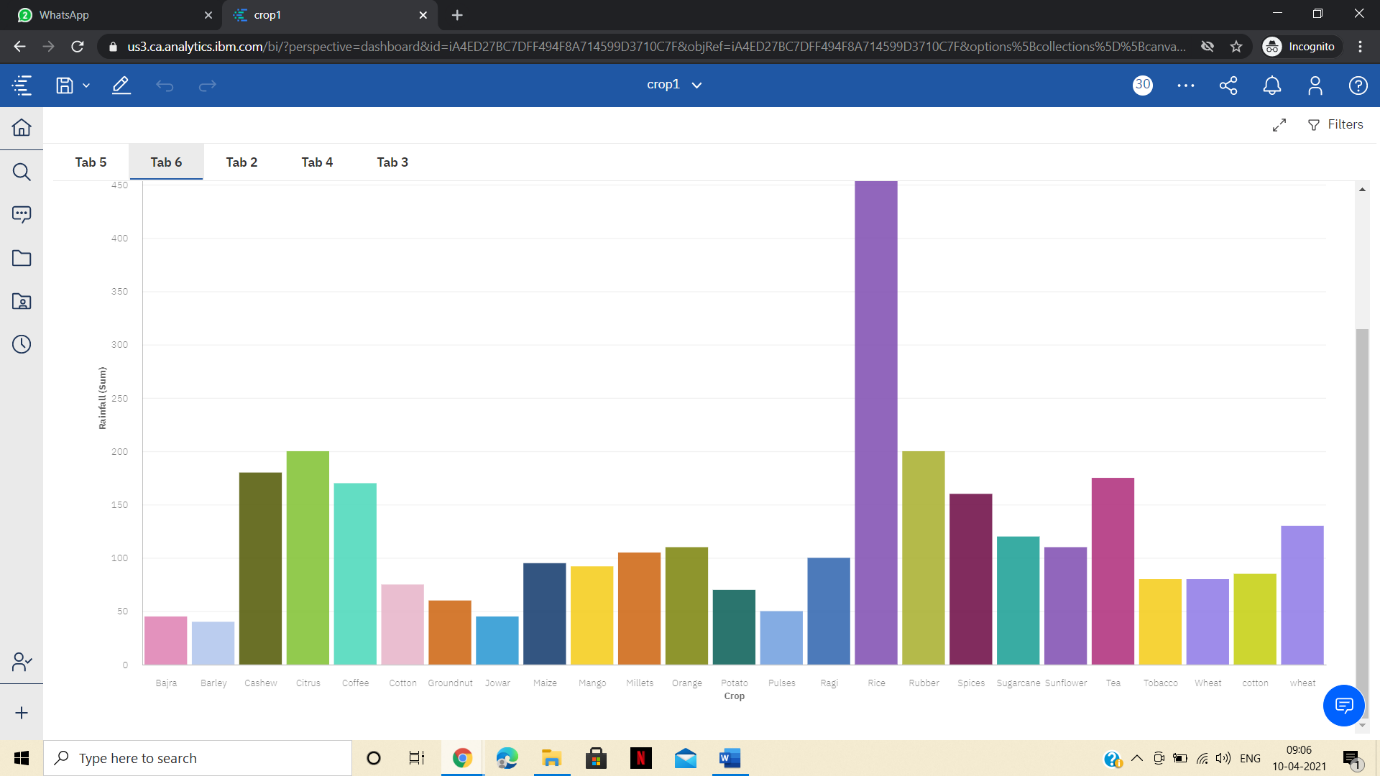 WhatsApp
crop1
us3.ca.analytics.ibm.com/bi/?perspective=dashboard&id=iA4ED27BC7DFF494F8A714599D3710C7F&objRef=iA4ED27BC7DFF494F8A714599D3710C7F&options%5Bcollections%5D%5Bcanva...
Incognito
crop1
30
Filters
Tab 5 Tab 6 Tab 2 Tab 4 Tab 3
450
400
350
300
250
200
150
100
50
0
Rainfall (Sum)
Bajra Barley Cashew Citrus Coffee Cotton Groundnut Jowar Maize Mango Millets Orange Potato Pulses Ragi Rice Rubber Spices Sugarcane Sunflower Tea Tobacco Wheat cotton wheat
Crop
Type here to search
ENG
09:06
10-04-2021
1